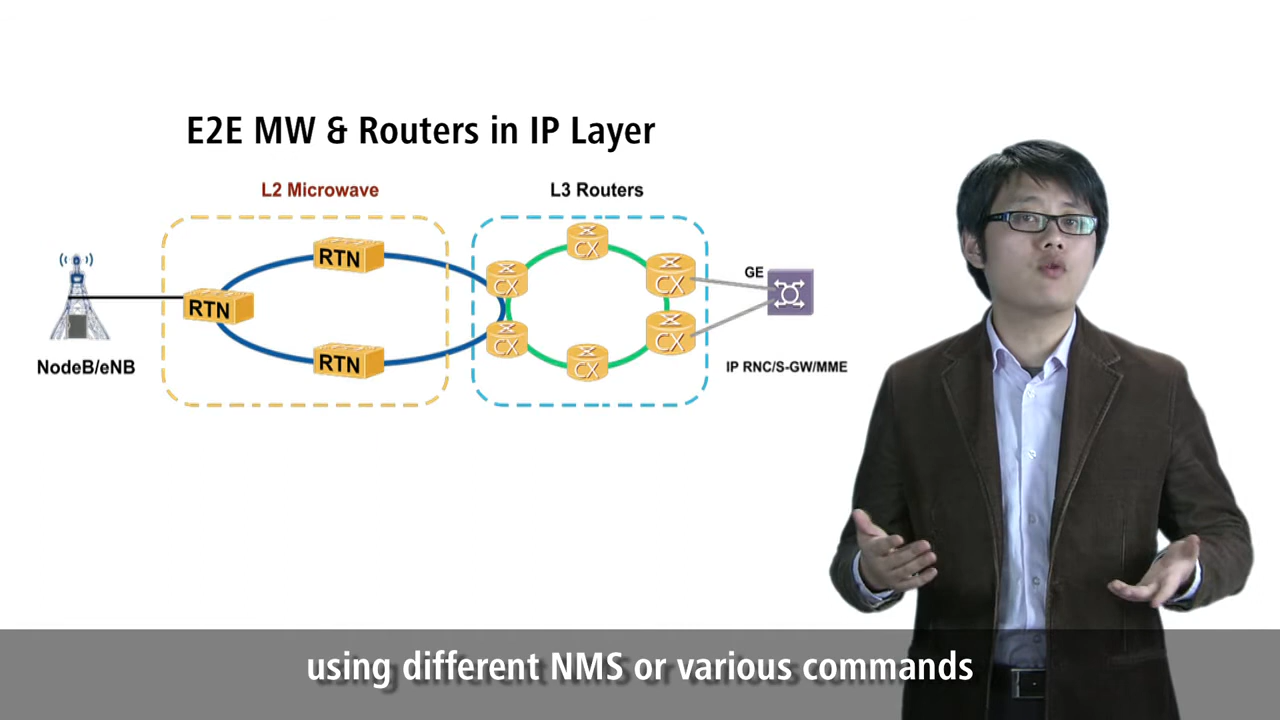 E2E MW & Routers in IP Layer
L2 Microwave
L3 Routers
RTN
RTN
RTN
CX
CX
CX
CX
CX
CX
GE
NodeB/eNB
IP RNC/S-GW/MME
using different NMS or various commands